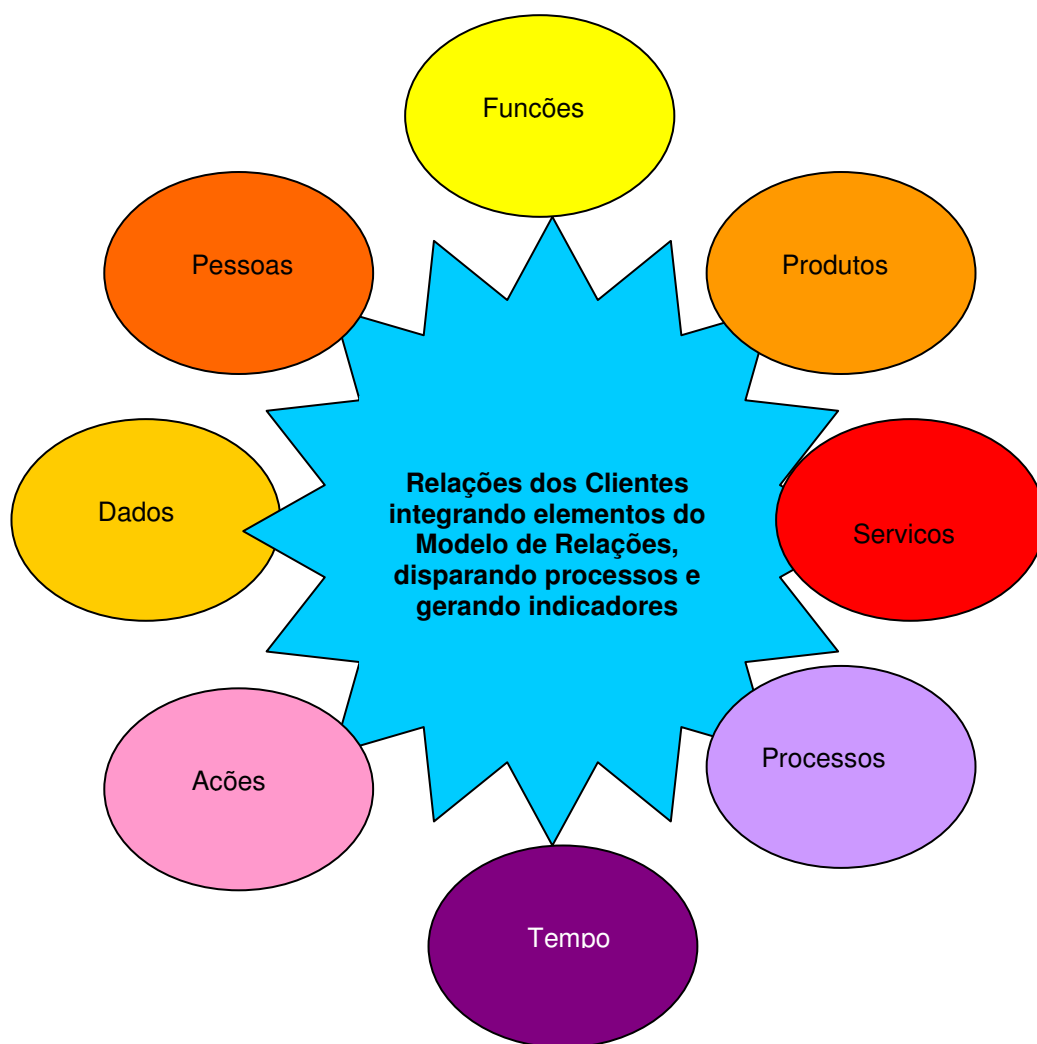 Funcões
Pessoas
Produtos
Dados
Relações dos Clientes
integrando elementos do
Modelo de Relações,
disparando processos e
gerando indicadores
Servicos
Acões
Processos
Tempo